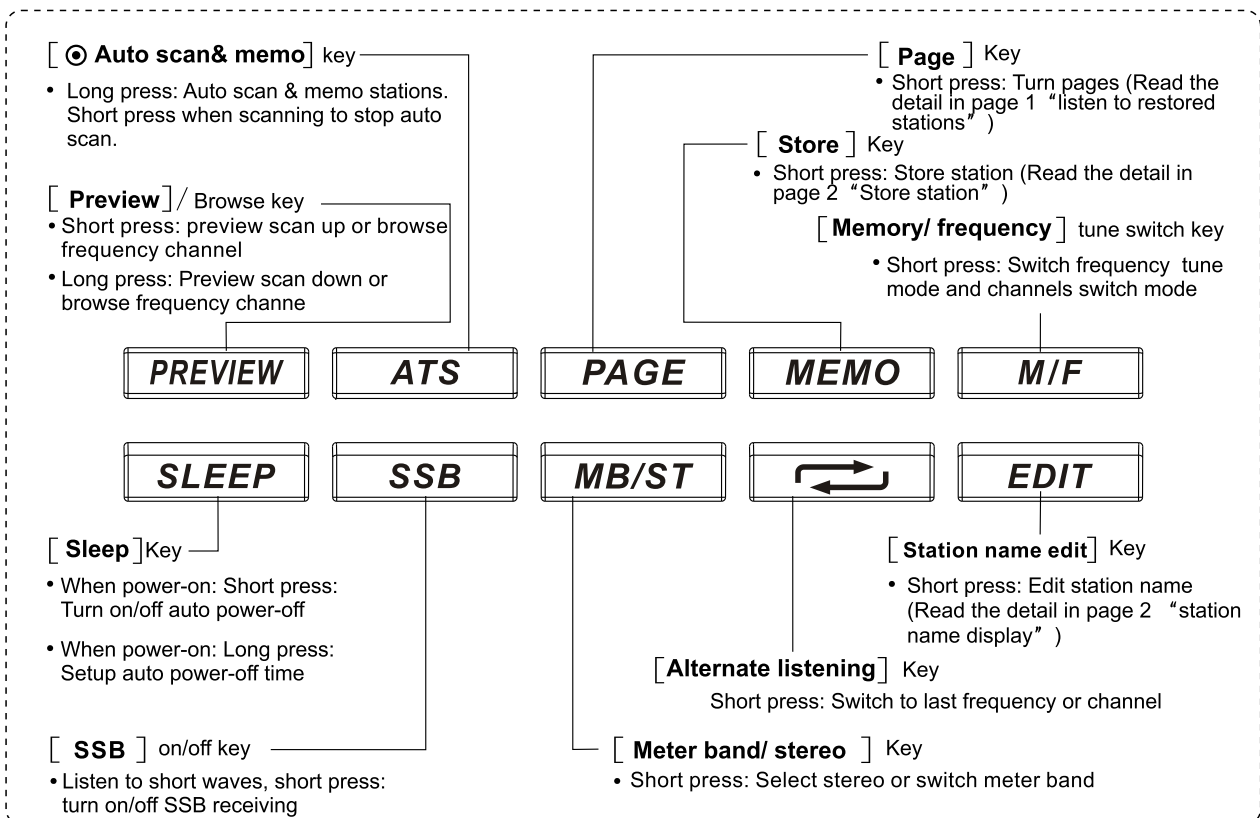 [ ⦿ Auto scan& memo] key
• Long press: Auto scan & memo stations.
Short press when scanning to stop auto
scan.
[ Preview]/ Browse key
• Short press: preview scan up or browse
frequency channel
• Long press: Preview scan down or
browse frequency channe
[ Page ] Key
• Short press: Turn pages (Read the
detail in page 1 “listen to restored
stations” )
[ Store ] Key
• Short press: Store station (Read the detail in
page 2 “Store station” )
[Memory/ frequency] tune switch key
• Short press: Switch frequency tune
mode and channels switch mode
PREVIEW
ATS
PAGE
MEMO
M/F
SLEEP
SSB
MB/ST
EDIT
[ Sleep]Key
• When power-on: Short press:
Turn on/off auto power-off
• When power-on: Long press:
Setup auto power-off time
[ SSB ] on/off key
• Listen to short waves, short press:
turn on/off SSB receiving
[Station name edit] Key
• Short press: Edit station name
(Read the detail in page 2 “station
name display” )
[Alternate listening] Key
Short press: Switch to last frequency or channel
[ Meter band/ stereo ] Key
• Short press: Select stereo or switch meter band